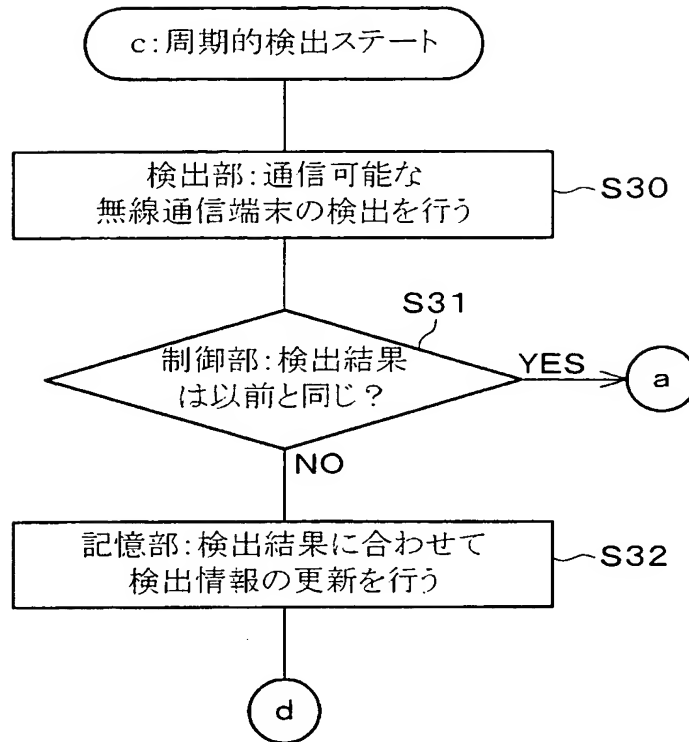 c:周期的検出ステート
検出部:通信可能な
無線通信端末の検出を行う
S30
S31
制御部:検出結果
は以前と同じ?
YES
a
NO
記憶部:検出結果に合わせて
検出情報の更新を行う
S32
d